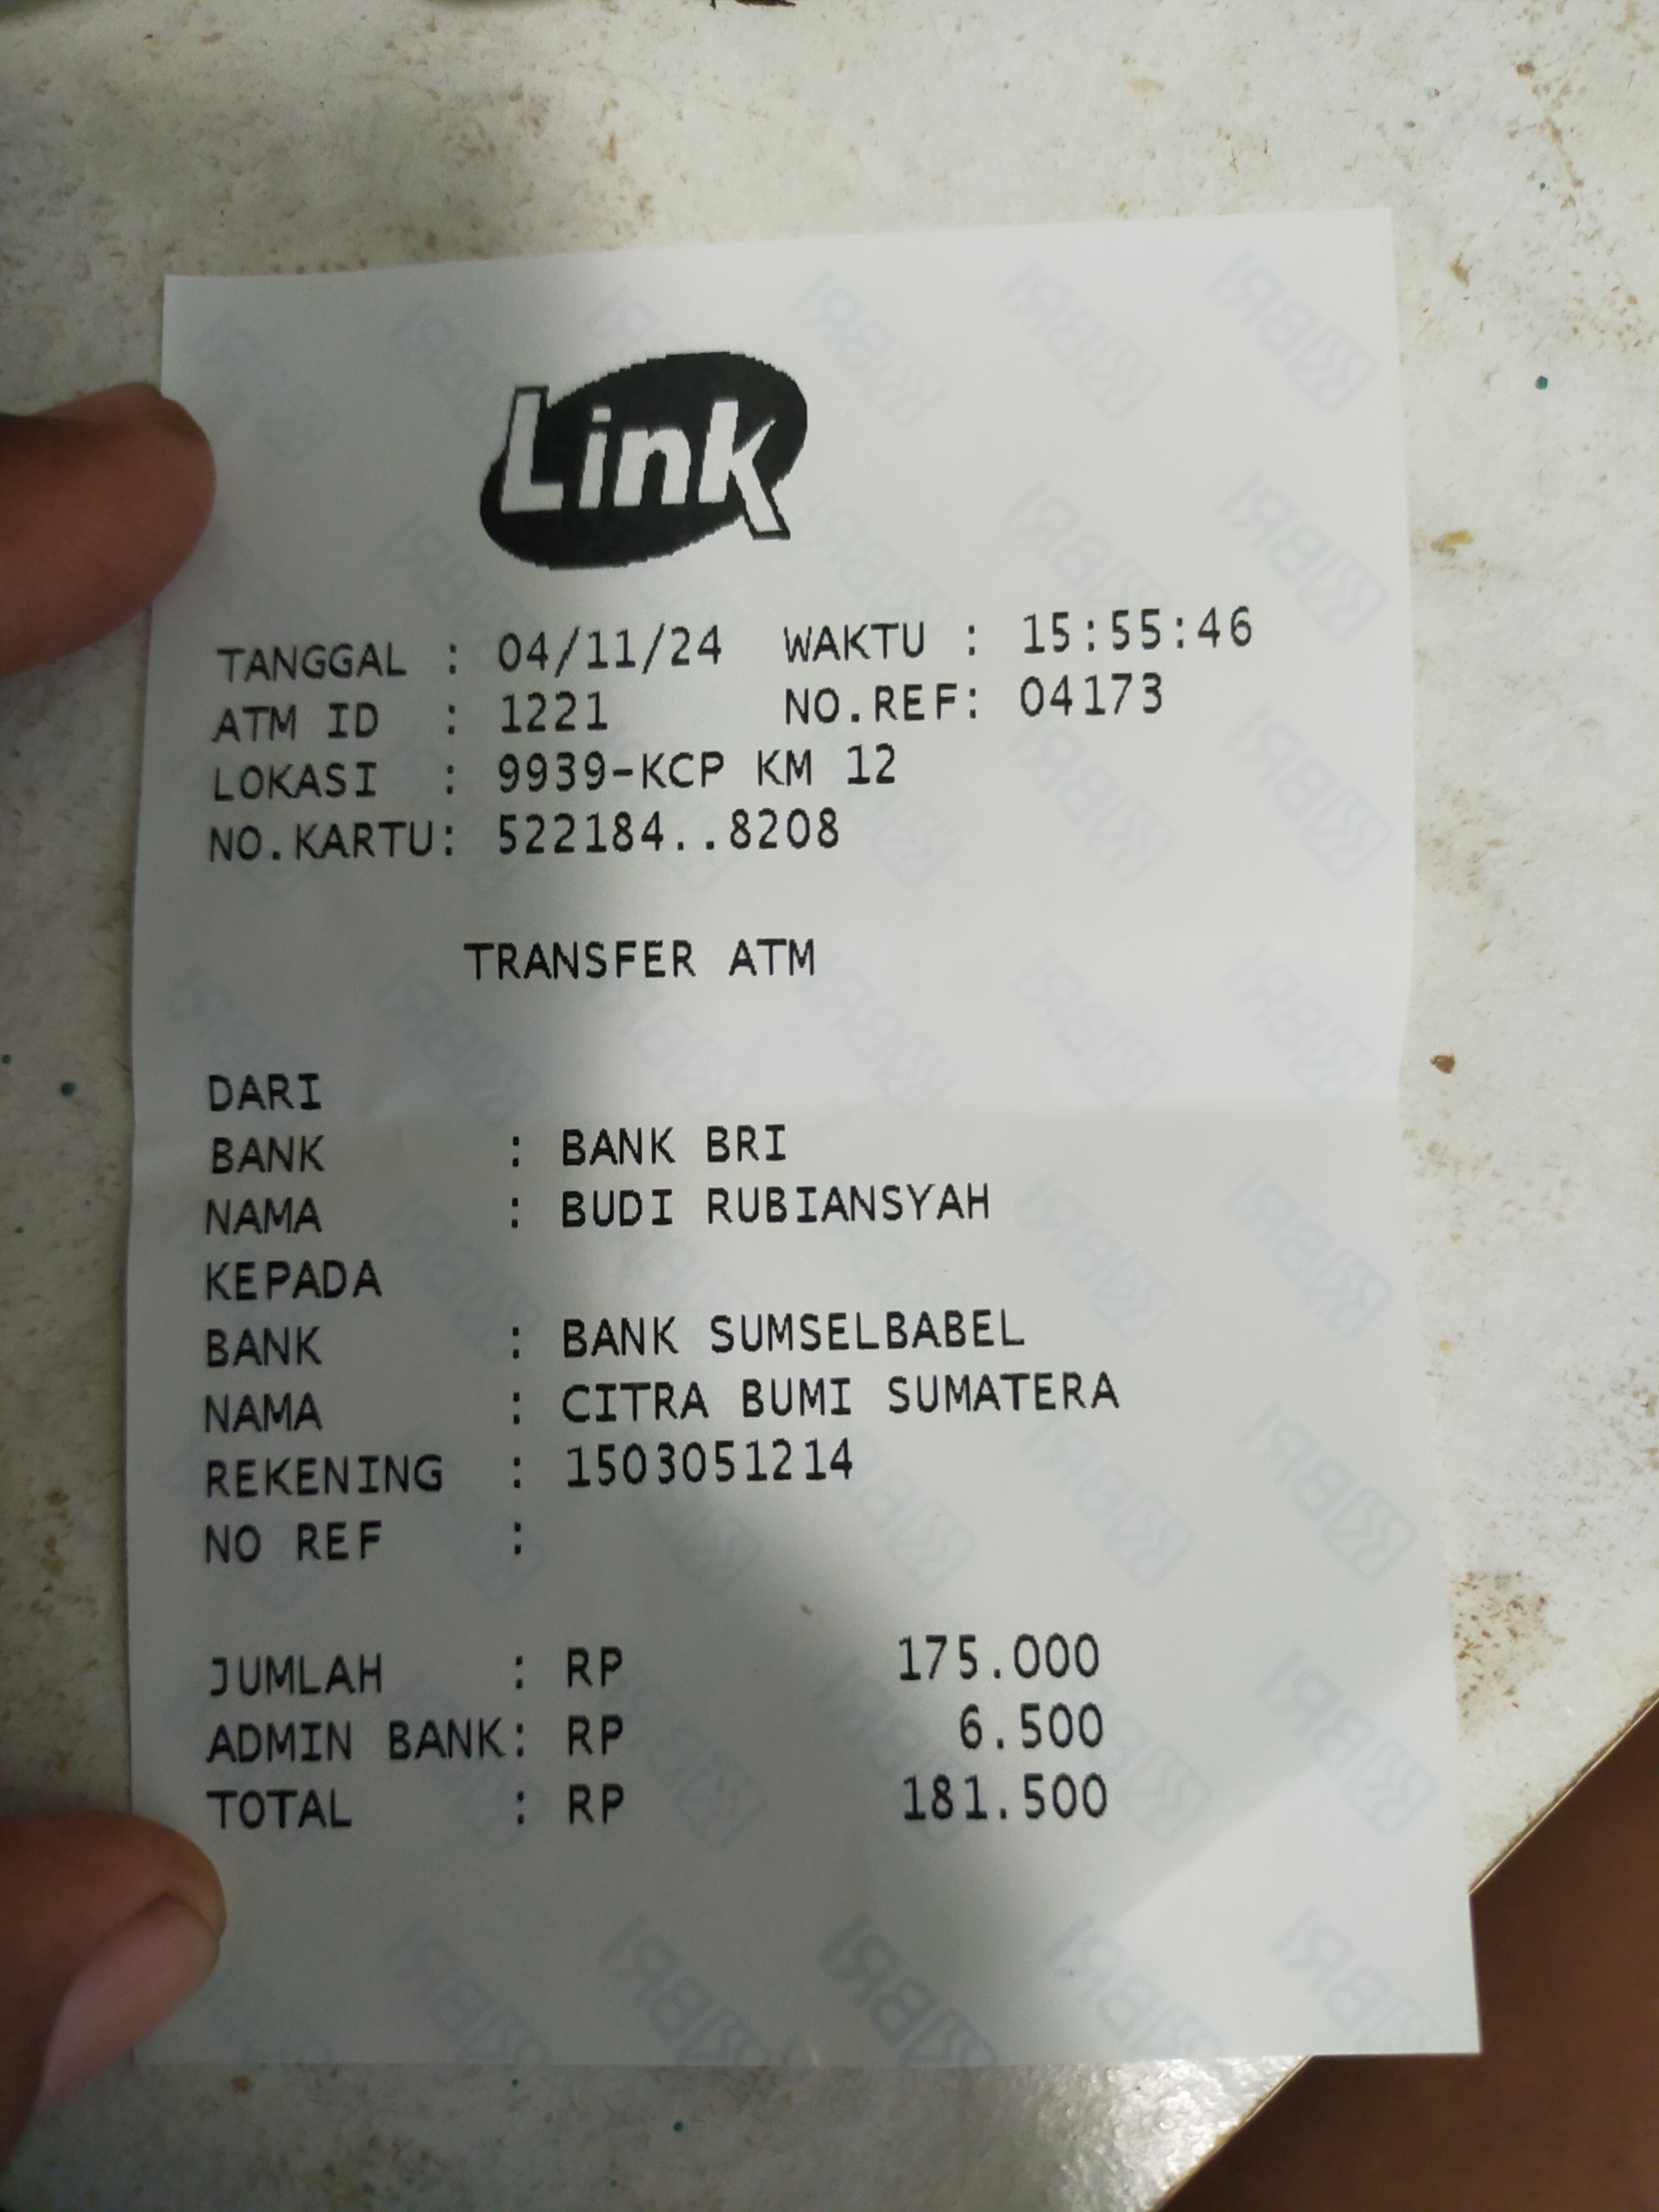 Link
TANGGAL : 04/11/24 WAKTU : 15:55:46
ATM ID : 1221 NO.REF: 04173
LOKASI : 9939-KCP KM 12
NO.KARTU: 522184..8208
TRANSFER ATM
DARI
BANK : BANK BRI
NAMA : BUDI RUBIANSYAH
KEPADA
BANK : BANK SUMSELBABEL
NAMA : CITRA BUMI SUMATERA
REKENING : 1503051214
NO REF :
JUMLAH : RP 175.000
ADMIN BANK: RP 6.500
TOTAL : RP 181.500